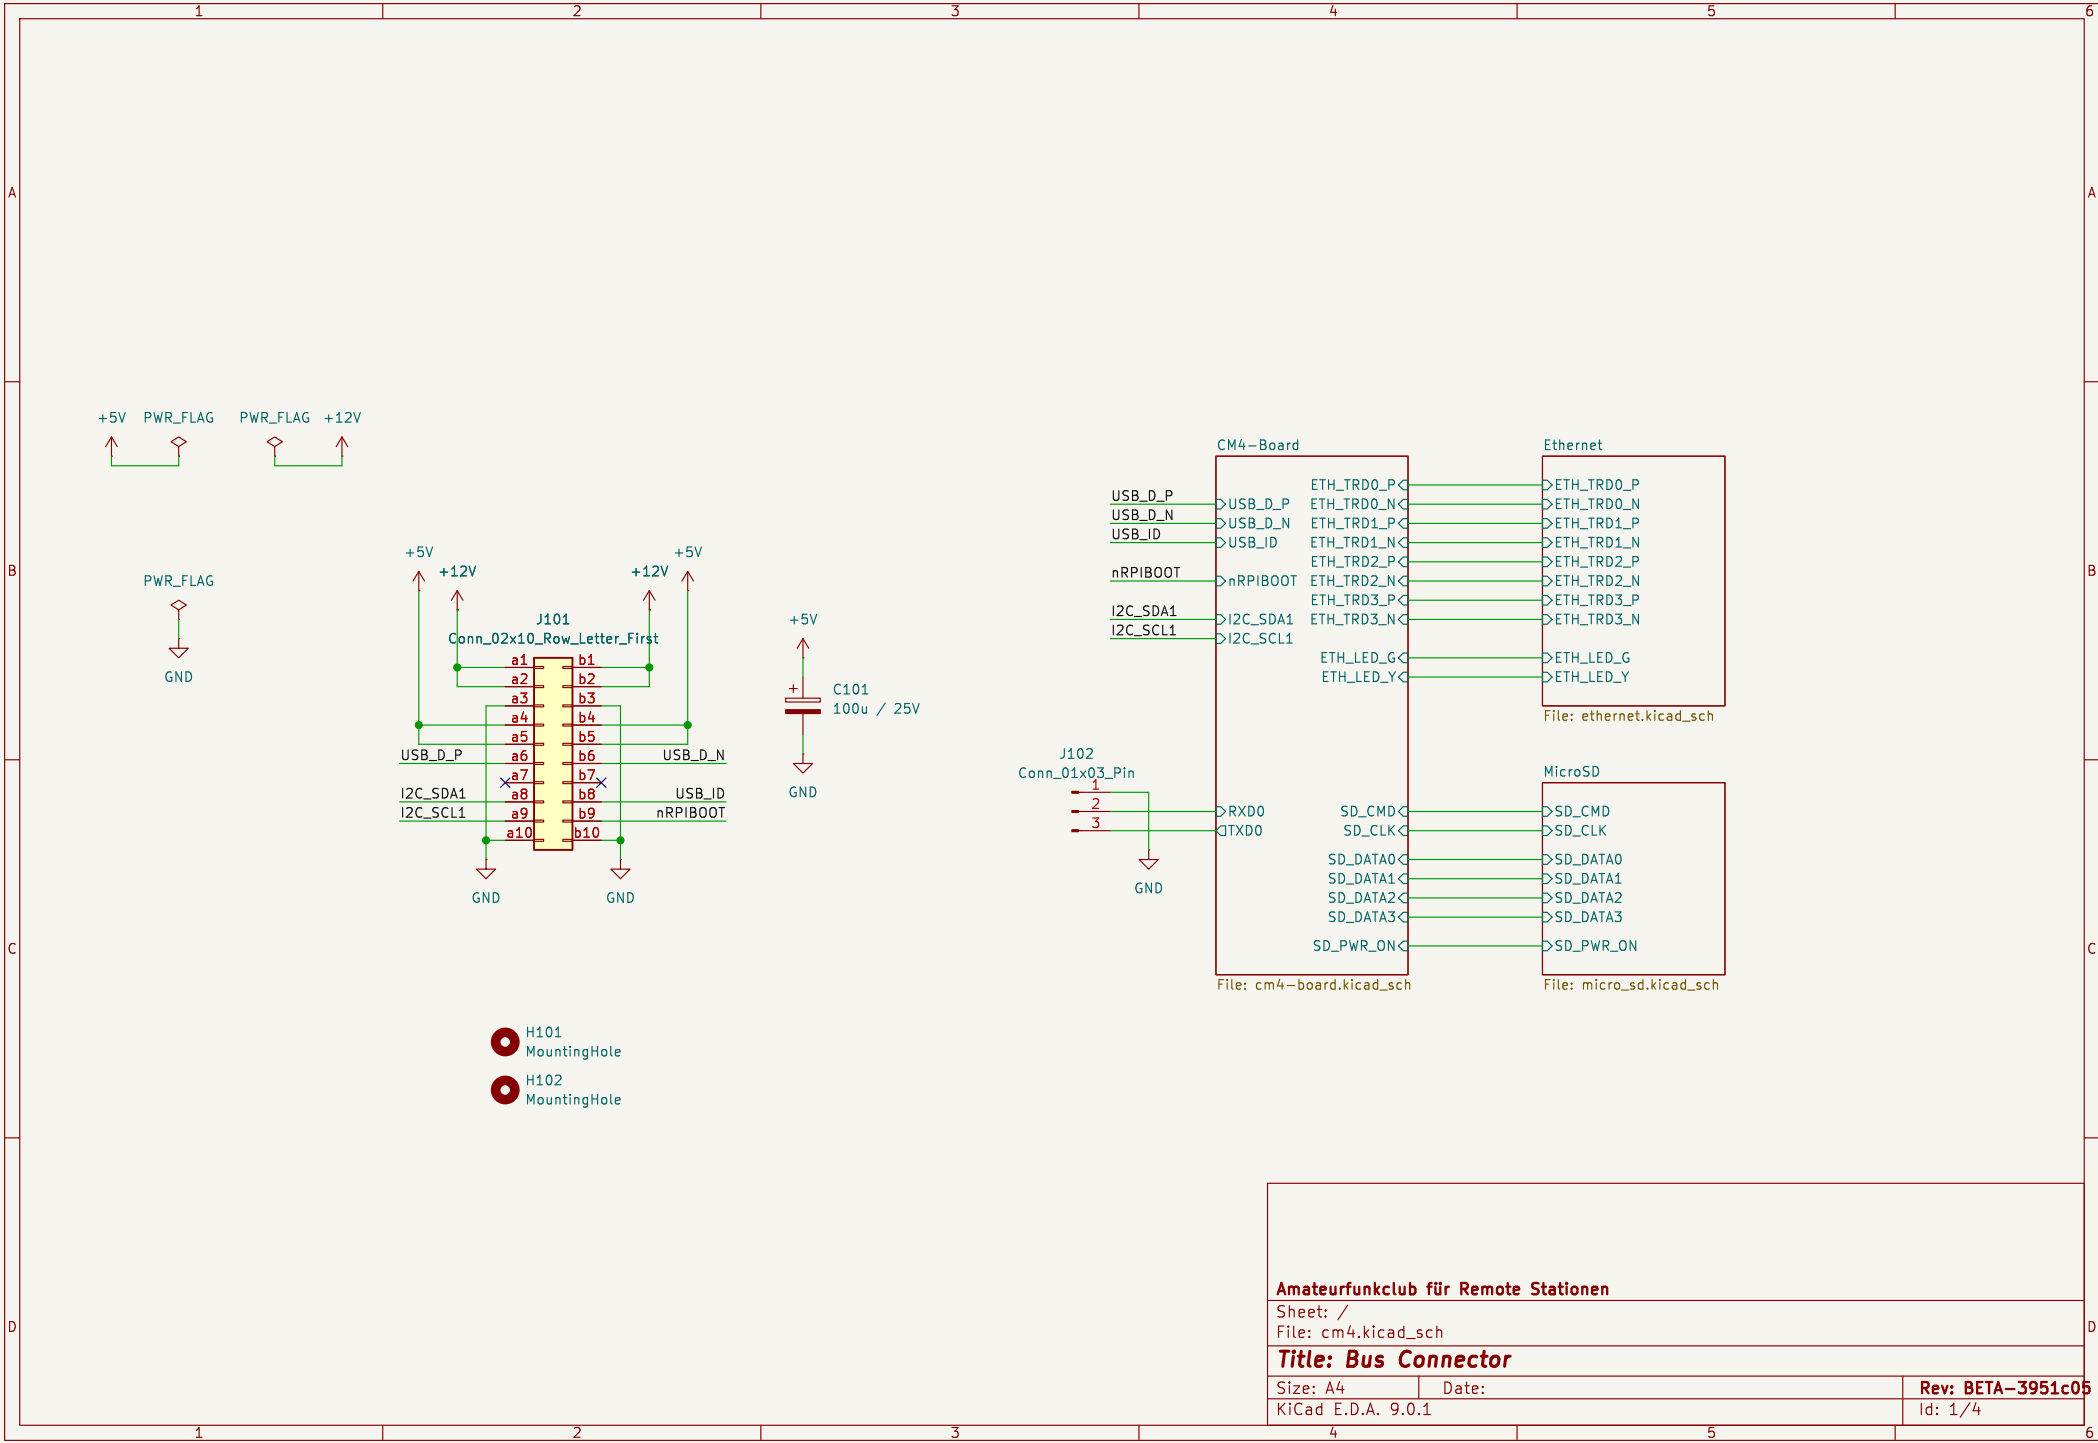 1 2 3 4 5 6
A A
+5V PWR_FLAG PWR_FLAG +12V
CM4-Board Ethernet
USB_D_P
USB_D_N
USB_ID
nRPIBOOT
I2C_SDA1
I2C_SCL1
USB_D_P
USB_D_N
USB_ID
nRPIBOOT
I2C_SDA1
I2C_SCL1
RXD0
TXD0
ETH_TRD0_P
ETH_TRD0_N
ETH_TRD1_P
ETH_TRD1_N
ETH_TRD2_P
ETH_TRD2_N
ETH_TRD3_P
ETH_TRD3_N
ETH_LED_G
ETH_LED_Y
SD_CMD
SD_CLK
SD_DATA0
SD_DATA1
SD_DATA2
SD_DATA3
SD_PWR_ON
File: cm4-board.kicad_sch
ETH_TRD0_P
ETH_TRD0_N
ETH_TRD1_P
ETH_TRD1_N
ETH_TRD2_P
ETH_TRD2_N
ETH_TRD3_P
ETH_TRD3_N
ETH_LED_G
ETH_LED_Y
File: ethernet.kicad_sch
MicroSD
SD_CMD
SD_CLK
SD_DATA0
SD_DATA1
SD_DATA2
SD_DATA3
SD_PWR_ON
File: micro_sd.kicad_sch
B B
PWR_FLAG
GND
+5V +5V
+12V +12V
J101
Conn_02x10_Row_Letter_First
a1 b1
a2 b2
a3 b3
a4 b4
a5 b5
USB_D_P a6 b6 USB_D_N
a7 b7
I2C_SDA1 a8 b8 USB_ID
I2C_SCL1 a9 b9 nRPIBOOT
a10 b10
GND GND
+5V
+
C101
100u / 25V
GND
J102
Conn_01x03_Pin
1
2
3
GND
C C
H101
MountingHole
H102
MountingHole
D D
Amateurfunkclub für Remote Stationen
Sheet: /
File: cm4.kicad_sch
Title: Bus Connector
Size: A4 Date: Rev: BETA-3951c05
KiCad E.D.A. 9.0.1 Id: 1/4
1 2 3 4 5 6